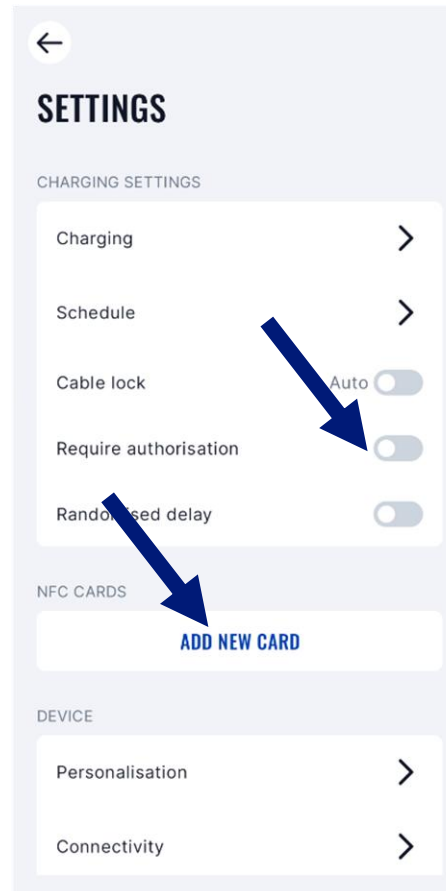 SETTINGS
CHARGING SETTINGS
Charging
Schedule
Cable lock Auto
Require authorisation
sed delay
NFC CARDS
ADD NEW CARD
DEVICE
Personalisation
Connectivity